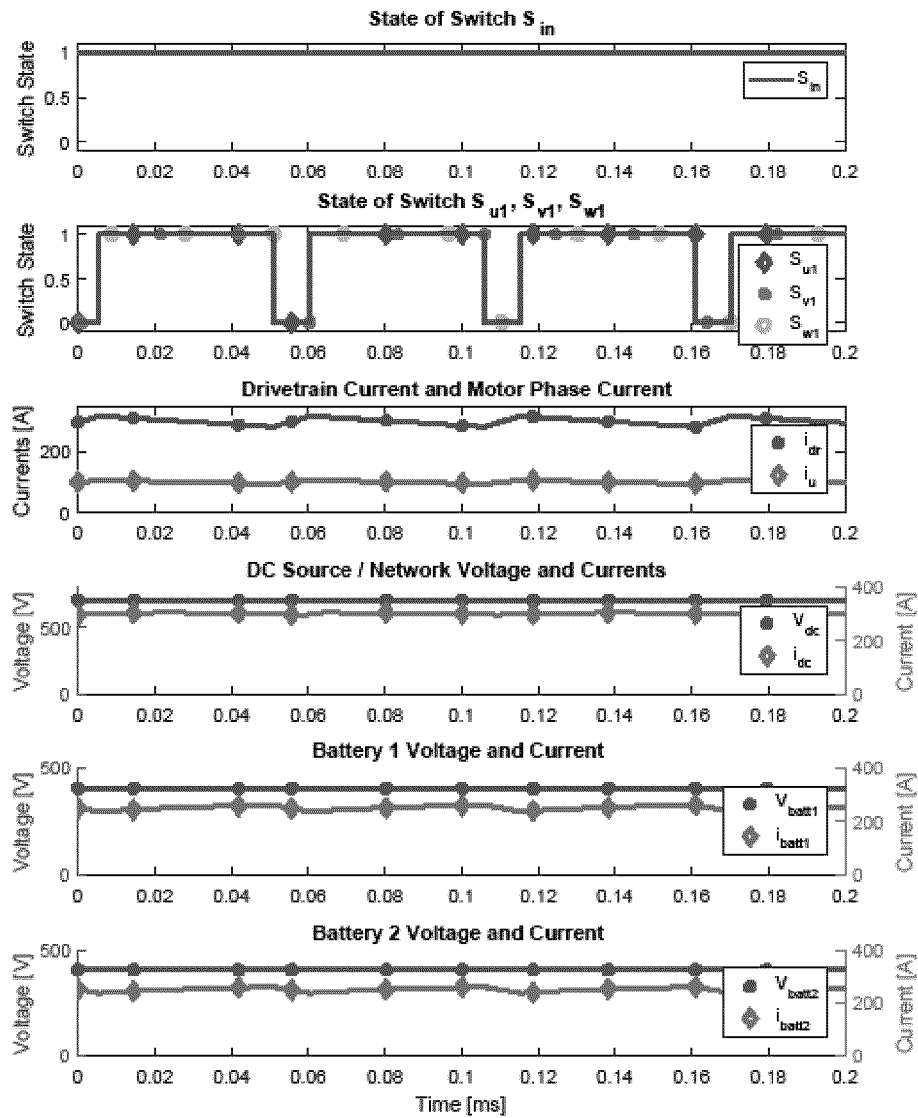 State of Switch S in
Switch State
1
0.5
0
S in
0 0.02 0.04 0.06 0.08 0.1 0.12 0.14 0.16 0.18 0.2
State of Switch S u1, S v1, S w1
Switch State
1
0.5
0
S u1
S v1
S w1
0 0.02 0.04 0.06 0.08 0.1 0.12 0.14 0.16 0.18 0.2
Drivetrain Current and Motor Phase Current
Currents [A]
200
0
i dr
i u
0 0.02 0.04 0.06 0.08 0.1 0.12 0.14 0.16 0.18 0.2
DC Source / Network Voltage and Currents
Voltage [V]
500
0
V dc
i dc
400
200
0
Current [A]
0 0.02 0.04 0.06 0.08 0.1 0.12 0.14 0.16 0.18 0.2
Battery 1 Voltage and Current
Voltage [V]
500
0
V batt1
i batt1
400
200
0
Current [A]
0 0.02 0.04 0.06 0.08 0.1 0.12 0.14 0.16 0.18 0.2
Battery 2 Voltage and Current
Voltage [V]
500
0
V batt2
i batt2
400
200
0
Current [A]
0 0.02 0.04 0.06 0.08 0.1 0.12 0.14 0.16 0.18 0.2
Time [ms]